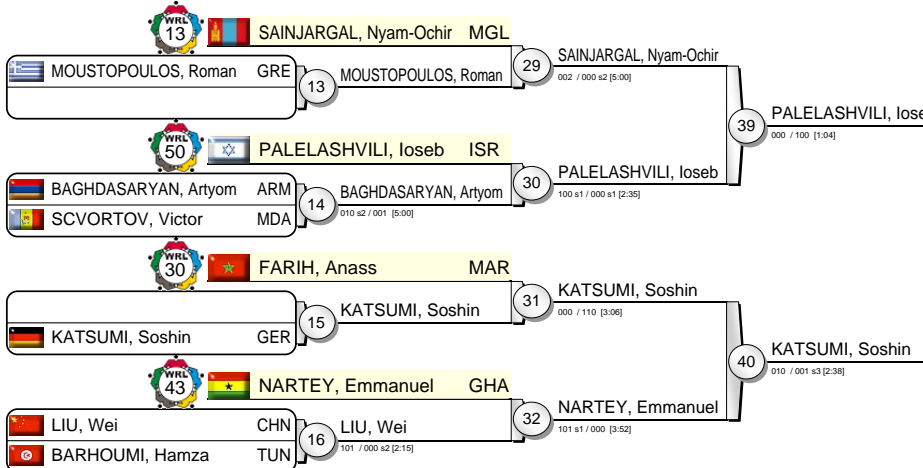 WRL
13
SAINJARGAL, Nyam-Ochir MGL
MOUSTOPOULOS, Roman GRE
13
MOUSTOPOULOS, Roman
29
SAINJARGAL, Nyam-Ochir
002 / 000 s2 [5:00]
39
PALELASHVILI, Iose
000 / 100 [1:04]
WRL
50
PALELASHVILI, Ioseb ISR
BAGHDASARYAN, Artyom ARM
SCVORTOV, Victor MDA
14
BAGHDASARYAN, Artyom
010 s2 / 001 [5:00]
30
PALELASHVILI, Ioseb
100 s1 / 000 s1 [2:35]
WRL
30
FARIH, Anass MAR
KATSUMI, Soshin GER
15
KATSUMI, Soshin
31
KATSUMI, Soshin
000 / 110 [3:06]
40
KATSUMI, Soshin
010 / 001 s3 [2:38]
WRL
43
NARTEY, Emmanuel GHA
LIU, Wei CHN
BARHOUMI, Hamza TUN
16
LIU, Wei
101 / 000 s2 [2:15]
32
NARTEY, Emmanuel
101 s1 / 000 [3:52]